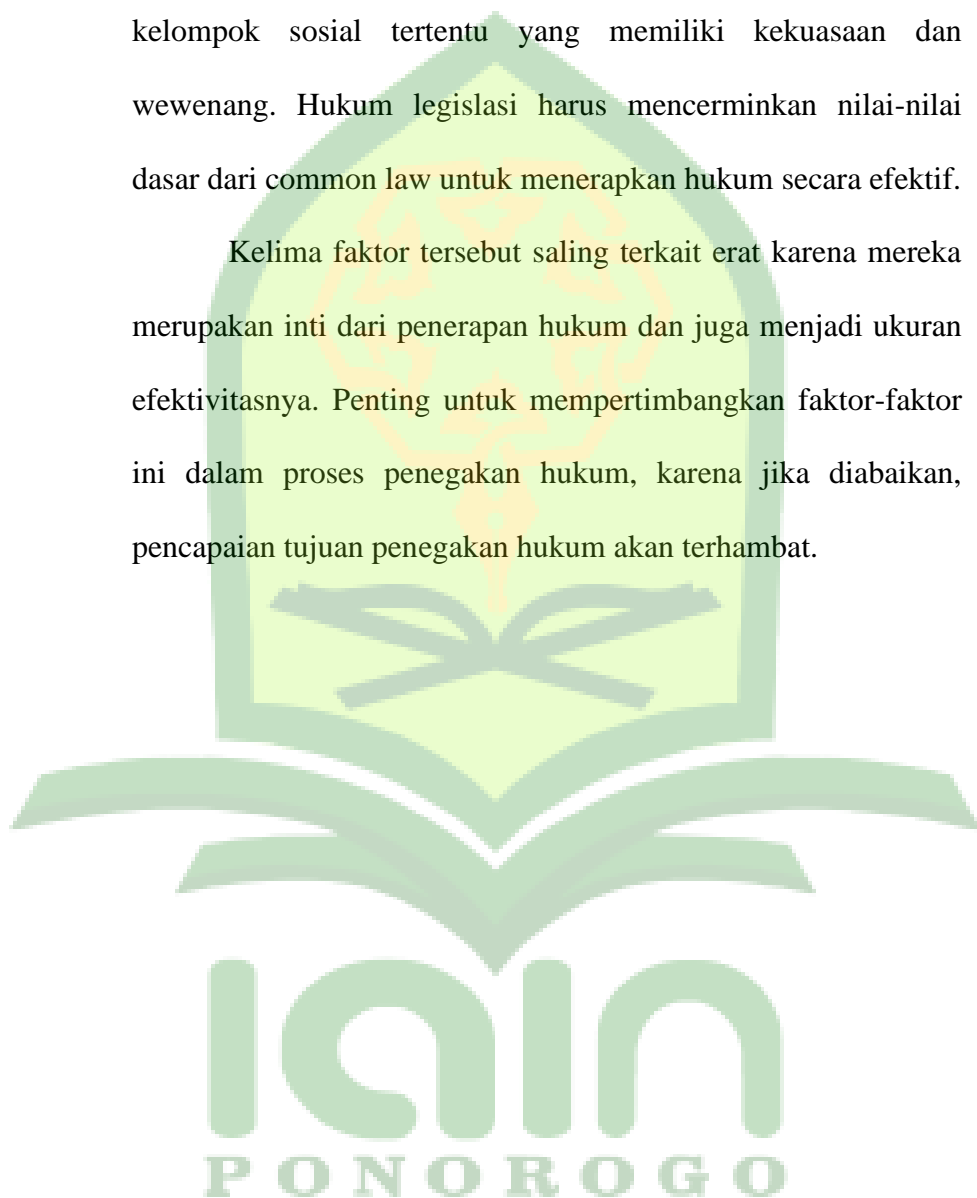 kelompok sosial tertentu yang memiliki kekuasaan dan
wewenang. Hukum legislasi harus mencerminkan nilai-nilai
dasar dari common law untuk menerapkan hukum secara efektif.
Kelima faktor tersebut saling terkait erat karena mereka
merupakan inti dari penerapan hukum dan juga menjadi ukuran
efektivitasnya. Penting untuk mempertimbangkan faktor-faktor
ini dalam proses penegakan hukum, karena jika diabaikan,
pencapaian tujuan penegakan hukum akan terhambat.
iain
PONOROGO